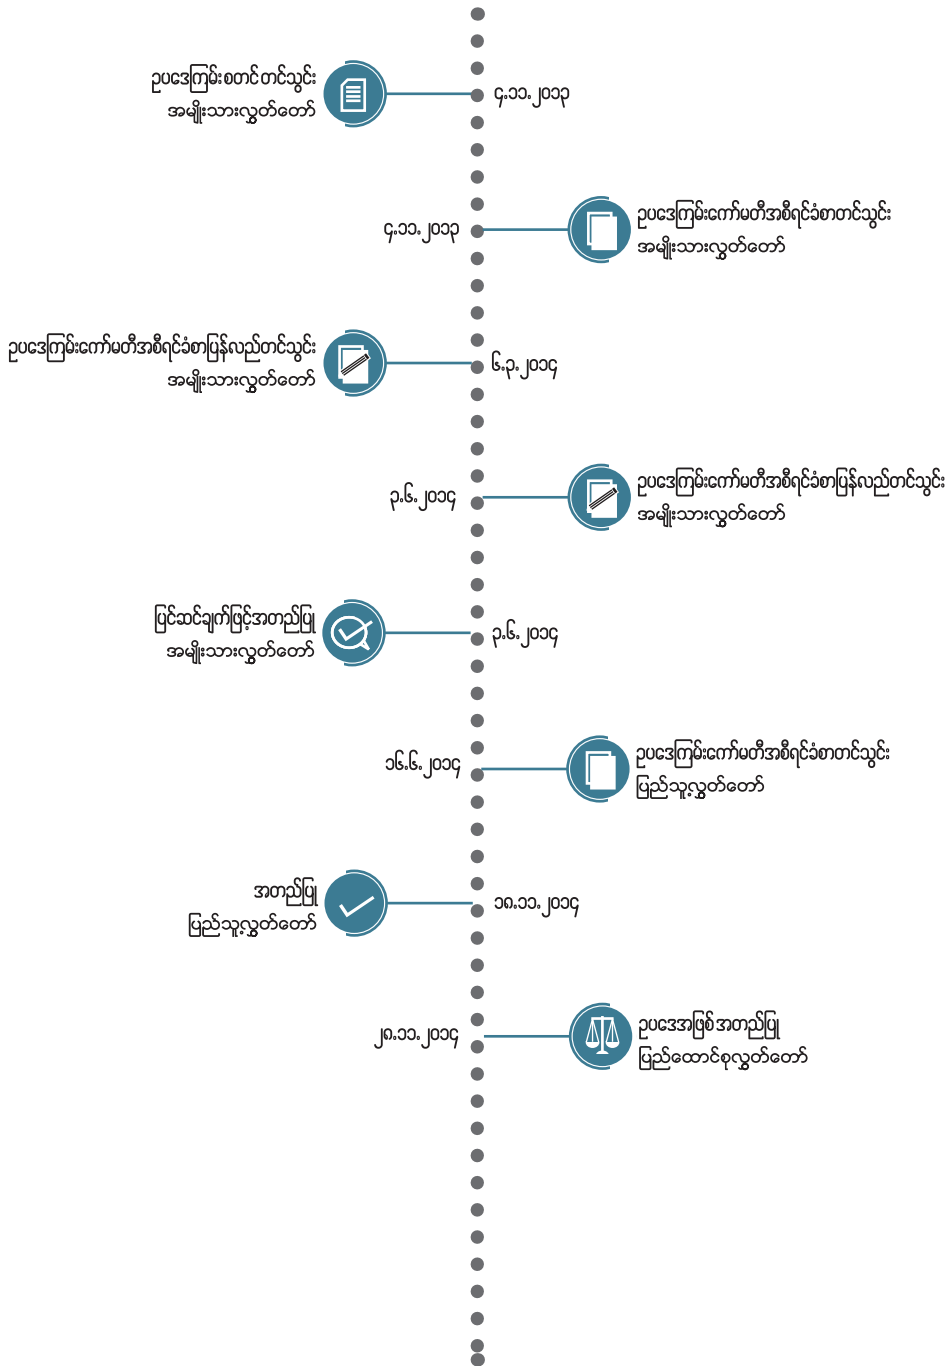 ဥပဒေကြမ်းစတင်တင်သွင်း
အမျိုးသားလွှတ်တော်
၄.၁၁.၂၀၁၃
၄.၁၁.၂၀၁၃
ဥပဒေကြမ်းကော်မတီအစီရင်ခံစာတင်သွင်း
အမျိုးသားလွှတ်တော်
ဥပဒေကြမ်းကော်မတီအစီရင်ခံစာပြန်လည်တင်သွင်း
အမျိုးသားလွှတ်တော်
၆.၃.၂၀၁၄
၃.၆.၂၀၁၄
ဥပဒေကြမ်းကော်မတီအစီရင်ခံစာပြန်လည်တင်သွင်း
အမျိုးသားလွှတ်တော်
ပြင်ဆင်ချက်ဖြင့်အတည်ပြု
အမျိုးသားလွှတ်တော်
၃.၆.၂၀၁၄
၁၆.၆.၂၀၁၄
ဥပဒေကြမ်းကော်မတီအစီရင်ခံစာတင်သွင်း
ပြည်သူ့လွှတ်တော်
အတည်ပြု
ပြည်သူ့လွှတ်တော်
၁၈.၁၁.၂၀၁၄
၂၈.၁၁.၂၀၁၄
ဥပဒေအဖြစ်အတည်ပြု
ပြည်ထောင်စုလွှတ်တော်